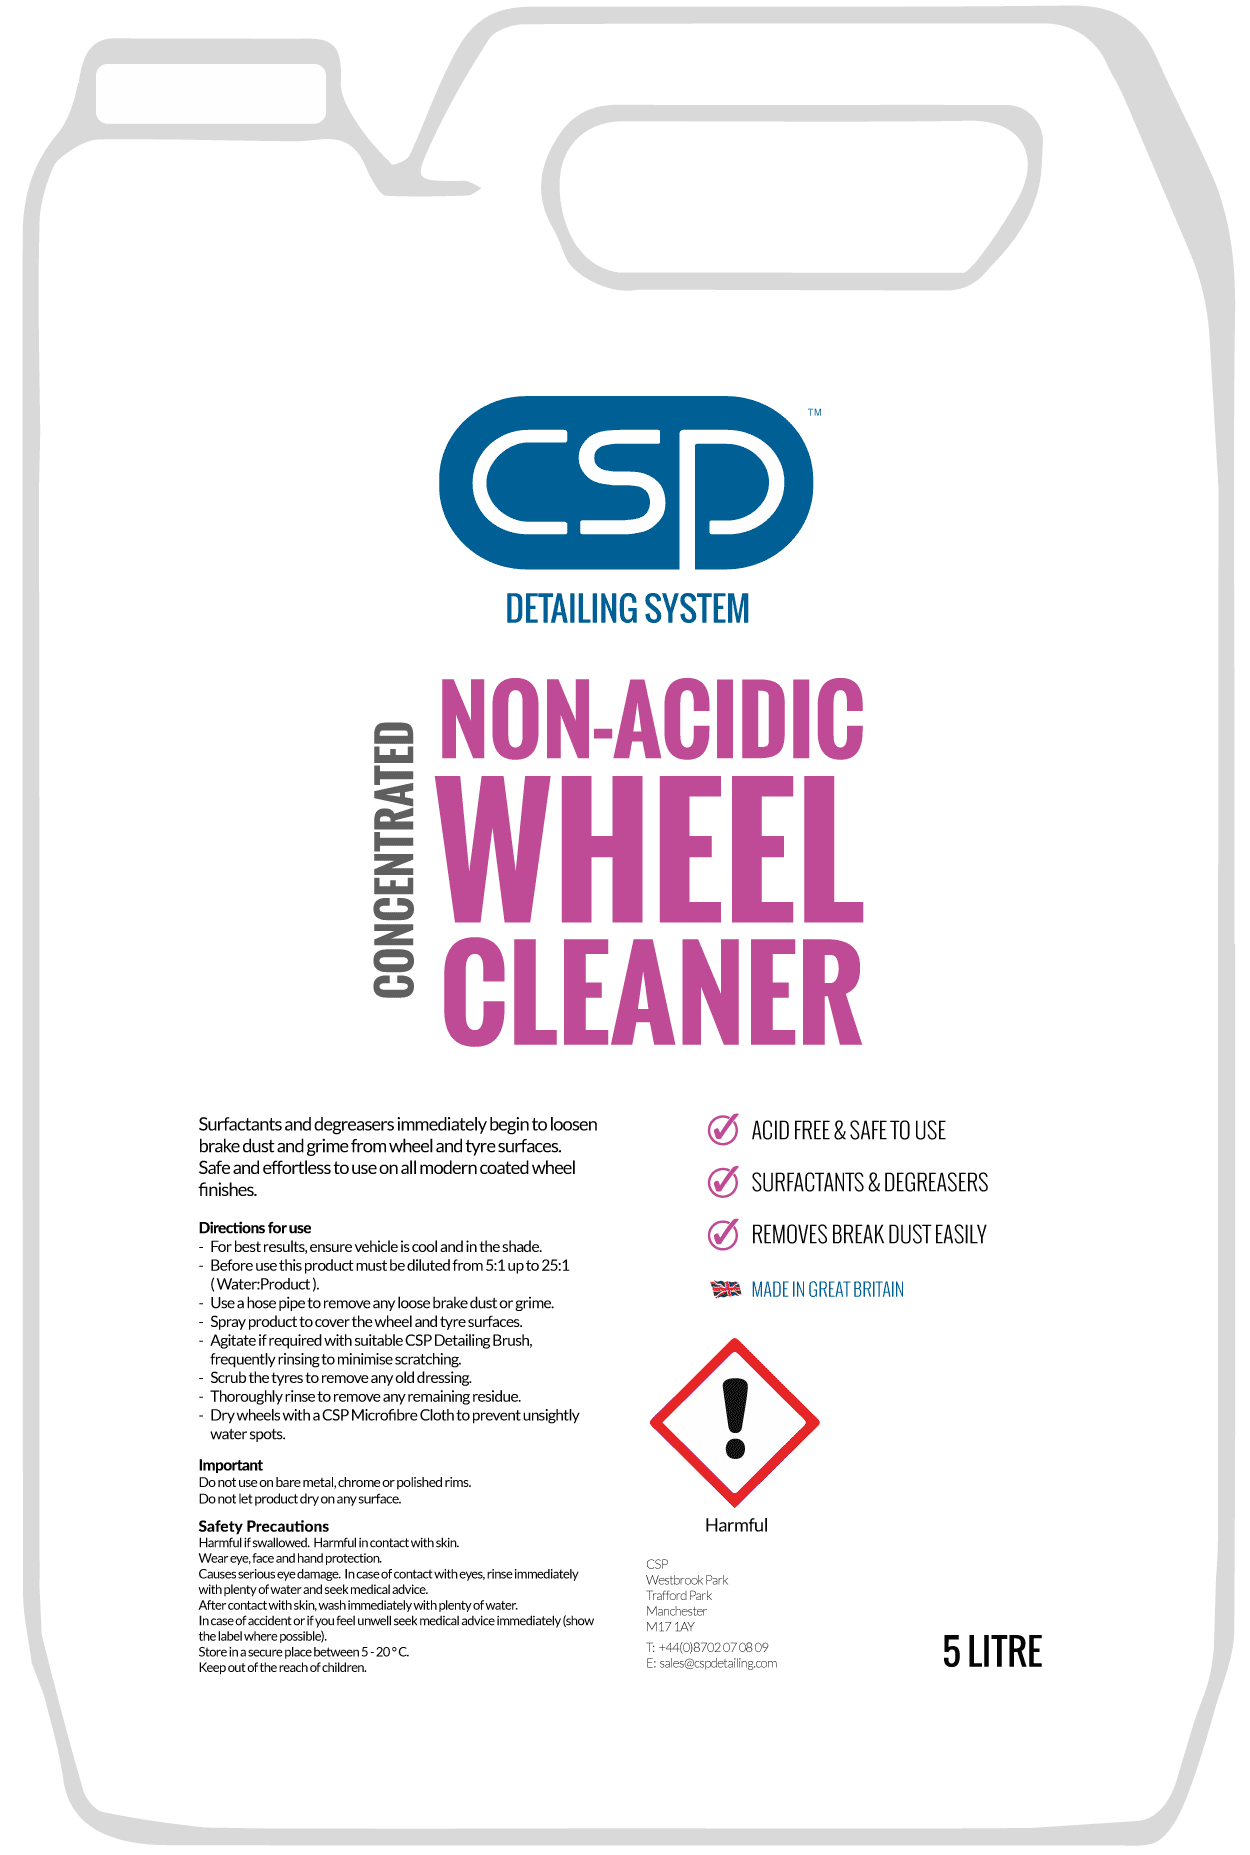 CSP
TM
DETAILING SYSTEM
CONCENTRATED
NON-ACIDIC
WHEEL
CLEANER
Surfactants and degreasers immediately begin to loosen
brake dust and grime from wheel and tyre surfaces.
Safe and effortless to use on all modern coated wheel
finishes.
Directions for use
- For best results, ensure vehicle is cool and in the shade.
- Before use this product must be diluted from 5:1 up to 25:1
( Water:Product ).
- Use a hose pipe to remove any loose brake dust or grime.
- Spray product to cover the wheel and tyre surfaces.
- Agitate if required with suitable CSP Detailing Brush,
frequently rinsing to minimise scratching.
- Scrub the tyres to remove any old dressing.
- Thoroughly rinse to remove any remaining residue.
- Dry wheels with a CSP Microfibre Cloth to prevent unsightly
water spots.
Important
Do not use on bare metal, chrome or polished rims.
Do not let product dry on any surface.
Safety Precautions
Harmful if swallowed. Harmful in contact with skin.
Wear eye, face and hand protection.
Causes serious eye damage. In case of contact with eyes, rinse immediately
with plenty of water and seek medical advice.
After contact with skin, wash immediately with plenty of water.
In case of accident or if you feel unwell seek medical advice immediately (show
the label where possible).
Store in a secure place between 5 - 20 ° C.
Keep out of the reach of children.
ACID FREE & SAFE TO USE
SURFACTANTS & DEGREASERS
REMOVES BREAK DUST EASILY
MADE IN GREAT BRITAIN
Harmful
CSP
Westbrook Park
Trafford Park
Manchester
M17 1AY
T: +44(0)8702 07 08 09
E: sales@cspdetailing.com
5 LITRE